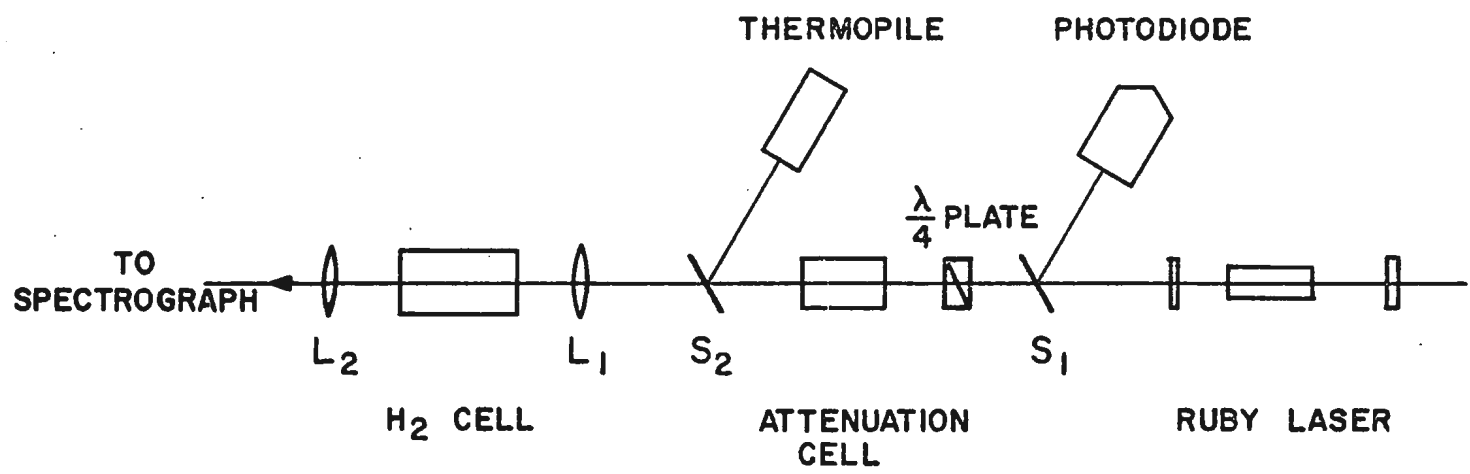 THERMOPILE
PHOTODIODE
λ/4 PLATE
TO
SPECTROGRAPH
L2
L1
S2
S1
H2 CELL
ATTENUATION
CELL
RUBY LASER